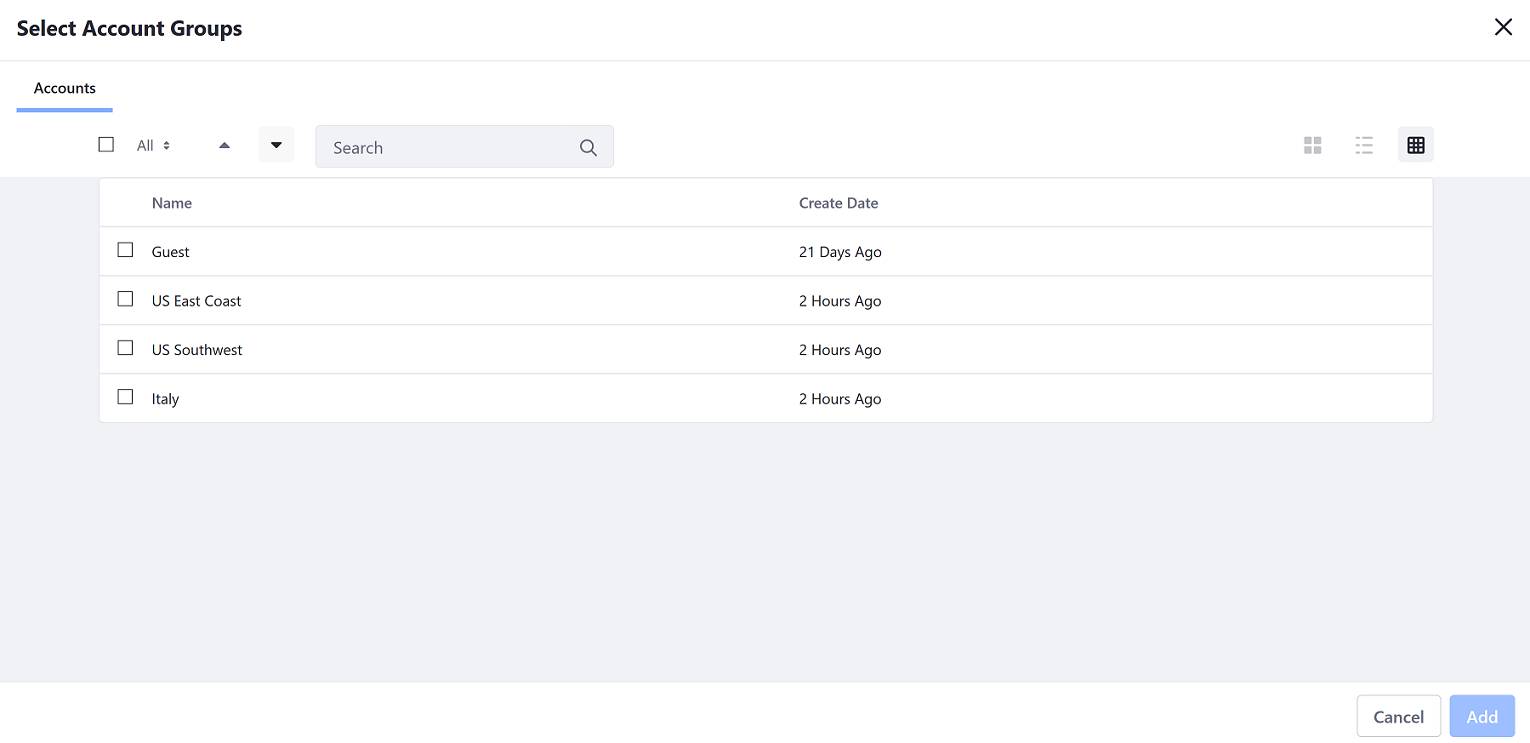 Select Account Groups
Accounts
All
Search
Name Create Date
Guest 21 Days Ago
US East Coast 2 Hours Ago
US Southwest 2 Hours Ago
Italy 2 Hours Ago
Cancel Add